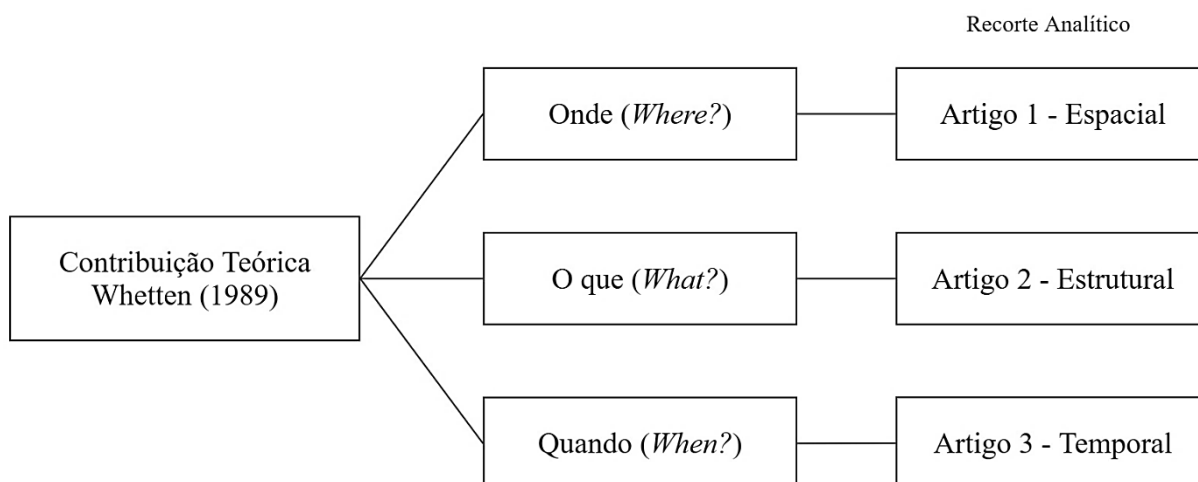 Recorte Analítico
Onde (Where?)
Artigo 1 - Espacial
Contribuição Teórica
Whetten (1989)
O que (What?)
Artigo 2 - Estrutural
Quando (When?)
Artigo 3 - Temporal